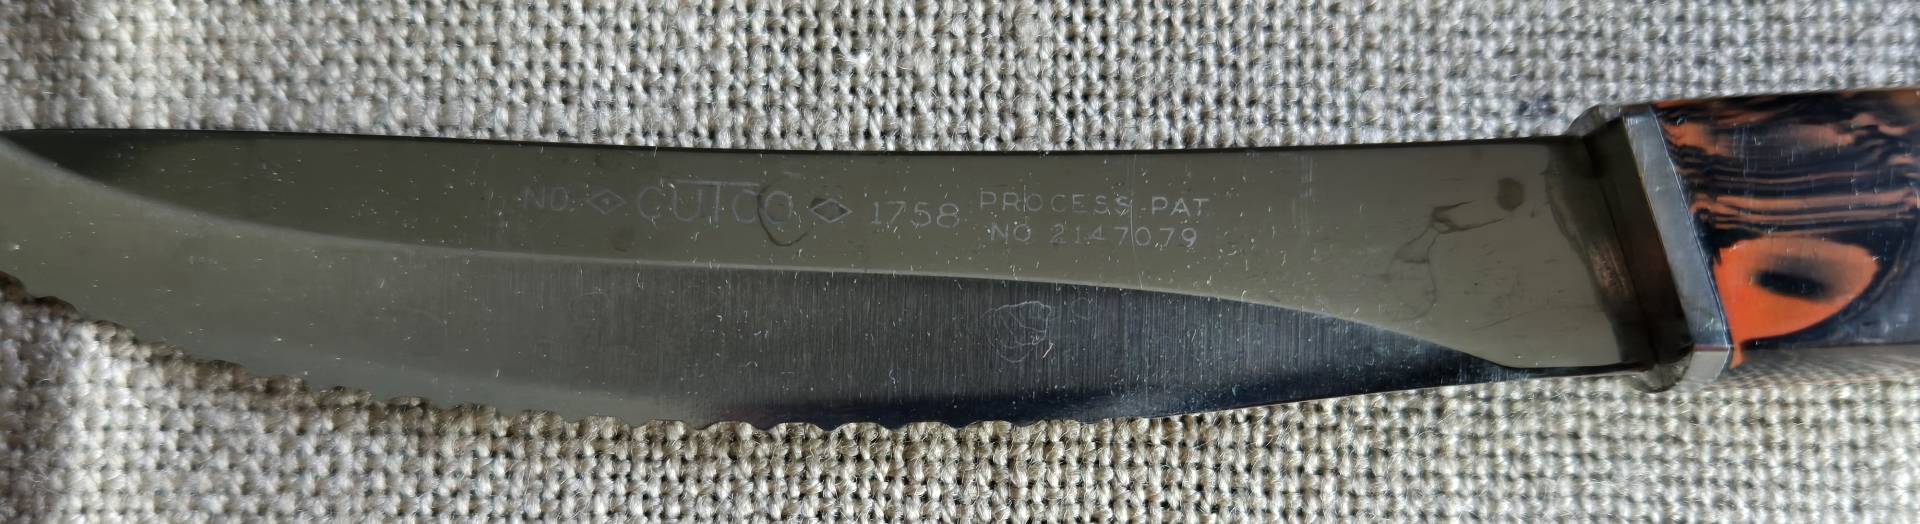 NO. CUTCO 1758 PROCESS PAT.
NO 2147079